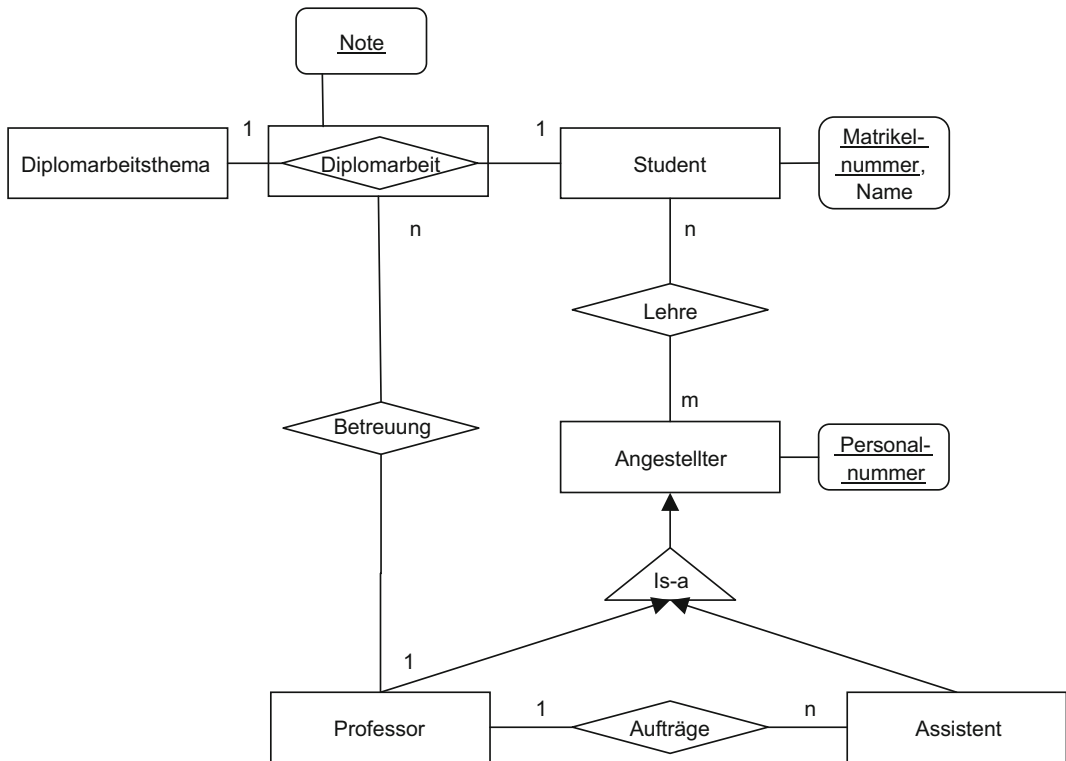 Note
1
1
Diplomarbeitsthema
Diplomarbeit
Student
Matrikel-
nummer,
Name
n
n
Lehre
m
Betreuung
Angestellter
Personal-
nummer
Is-a
1
1
n
Professor
Aufträge
Assistent